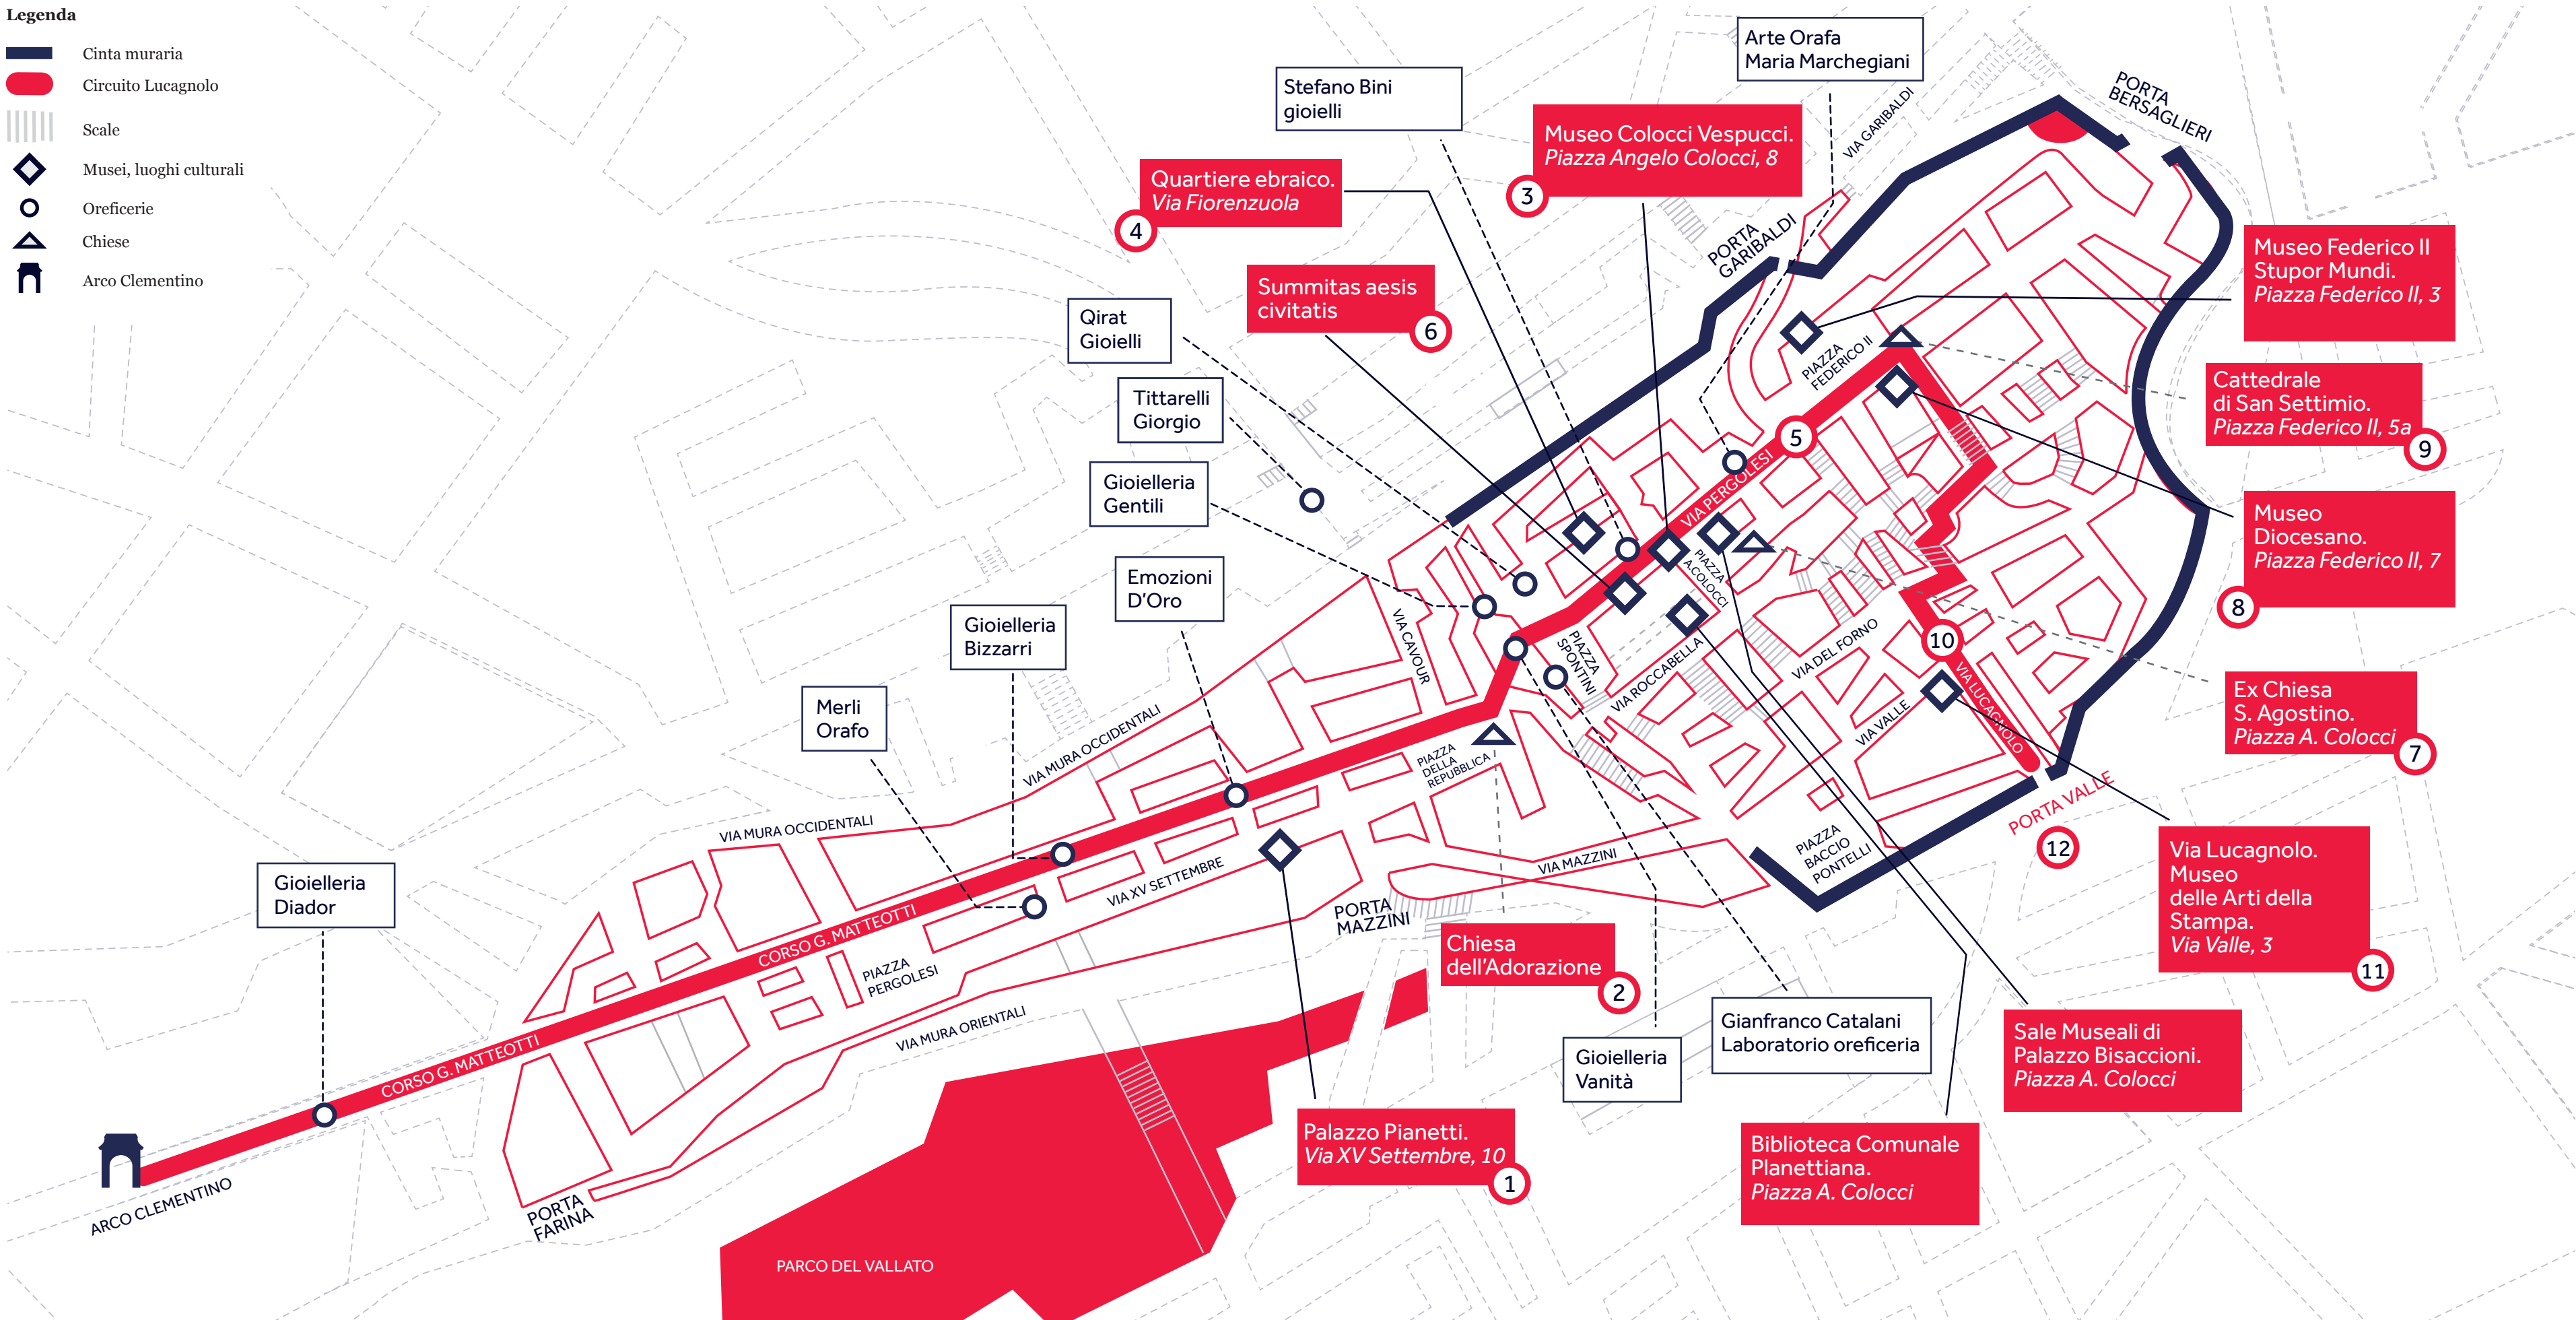 Legenda
Cinta muraria
Circuito Lucagnolo
Scale
Musei, luoghi culturali
Oreficerie
Chiese
Arco Clementino
Arte Orafa
Maria Marchegiani
Stefano Bini
gioielli
Museo Colocci Vespucci.
Piazza Angelo Colocci, 8
3
Quartiere ebraico.
Via Fiorenzuola
4
Summitas aesis
civitatis
6
Qirat
Gioielli
Tittarelli
Giorgio
Gioielleria
Gentili
Emozioni
D'Oro
Gioielleria
Bizzarri
Merli
Orafo
Gioielleria
Diador
PORTA
BERSAGLIERI
VIA GARIBALDI
PORTA
GARIBALDI
Museo Federico II
Stupor Mundi.
Piazza Federico II, 3
PIAZZA
FEDERICO II
Cattedrale
di San Settimio.
Piazza Federico II, 5a
9
5
VIA PERGOLESI
Museo
Diocesano.
Piazza Federico II, 7
8
PIAZZA
A.COLOCCI
PIAZZA
SPONTINI
VIA CAVOUR
VIA ROCCABELLA
VIA DEL FORNO
10
VIA LUCAGNOLO
VIA VALLE
Ex Chiesa
S. Agostino.
Piazza A. Colocci
7
VIA MURA OCCIDENTALI
VIA MURA OCCIDENTALI
PIAZZA
DELLA
REPUBBLICA
PORTA VALLE
12
Via Lucagnolo.
Museo
delle Arti della
Stampa.
Via Valle, 3
11
PIAZZA
BACCIO
PONTELLI
VIA MAZZINI
VIA XV SETTEMBRE
PORTA
MAZZINI
CORSO G. MATTEOTTI
PIAZZA
PERGOLESI
Chiesa
dell'Adorazione
2
VIA MURA ORIENTALI
CORSO G. MATTEOTTI
Gioielleria
Vanità
Gianfranco Catalani
Laboratorio oreficeria
Sale Museali di
Palazzo Bisaccioni.
Piazza A. Colocci
Palazzo Pianetti.
Via XV Settembre, 10
1
Biblioteca Comunale
Planettiana.
Piazza A. Colocci
ARCO CLEMENTINO
PORTA
FARINA
PARCO DEL VALLATO